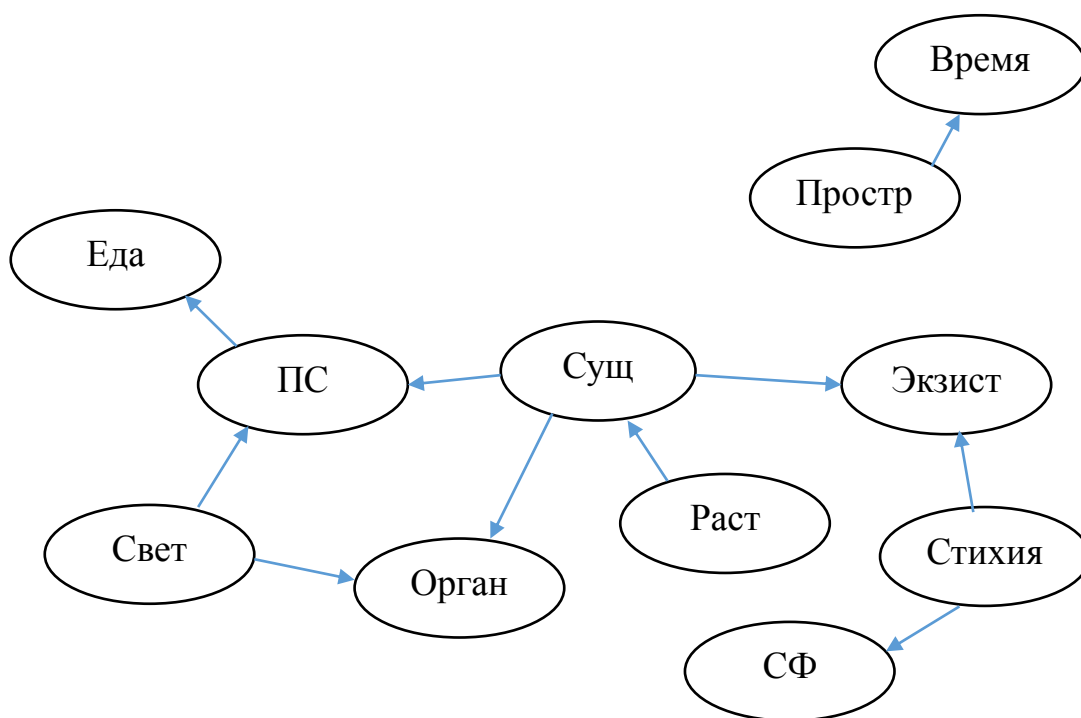 Время
Простр
Еда
ПС
Сущ
Экзист
Раст
Свет
Орган
Стихия
СФ